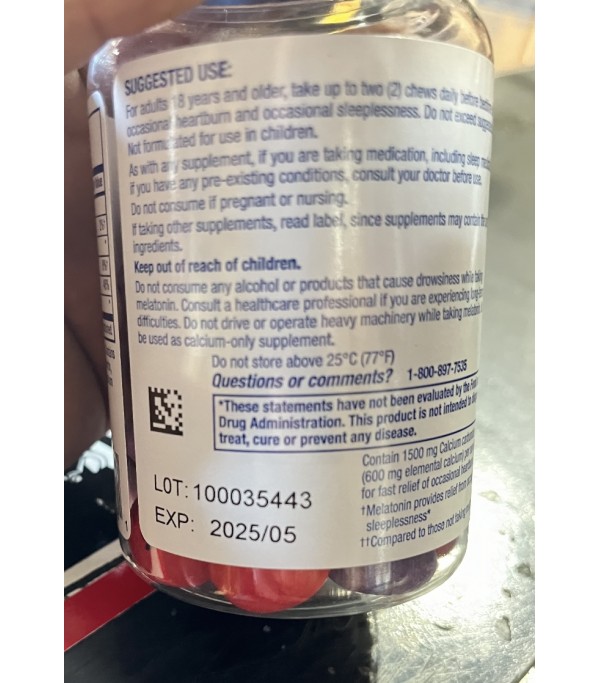 SUGGESTED USE:
For adults 18 years and older, take up to two (2) chews daily before
occasional heartburn and occasional sleeplessness. Do not exceed
Not formulated for use in children.
As with any supplement, if you are taking medication, including sleep
if you have any pre-existing conditions, consult your doctor before use.
Do not consume if pregnant or nursing.
If taking other supplements, read label, since supplements may contain
ingredients.
Keep out of reach of children.
Do not consume any alcohol or products that cause drowsiness while taking
melatonin. Consult a healthcare professional if you are experiencing
difficulties. Do not drive or operate heavy machinery while taking
be used as calcium-only supplement.
Do not store above 25°C (77°F)
Questions or comments? 1-800-897-7535
*These statements have not been evaluated by the
Drug Administration. This product is not intended to
treat, cure or prevent any disease.
Contain 1500 mg Calcium
(600 mg elemental calcium)
for fast relief of occasional
†Melatonin provides relief
sleeplessness*
††Compared to those not taking
LOT: 100035443
EXP: 2025/05